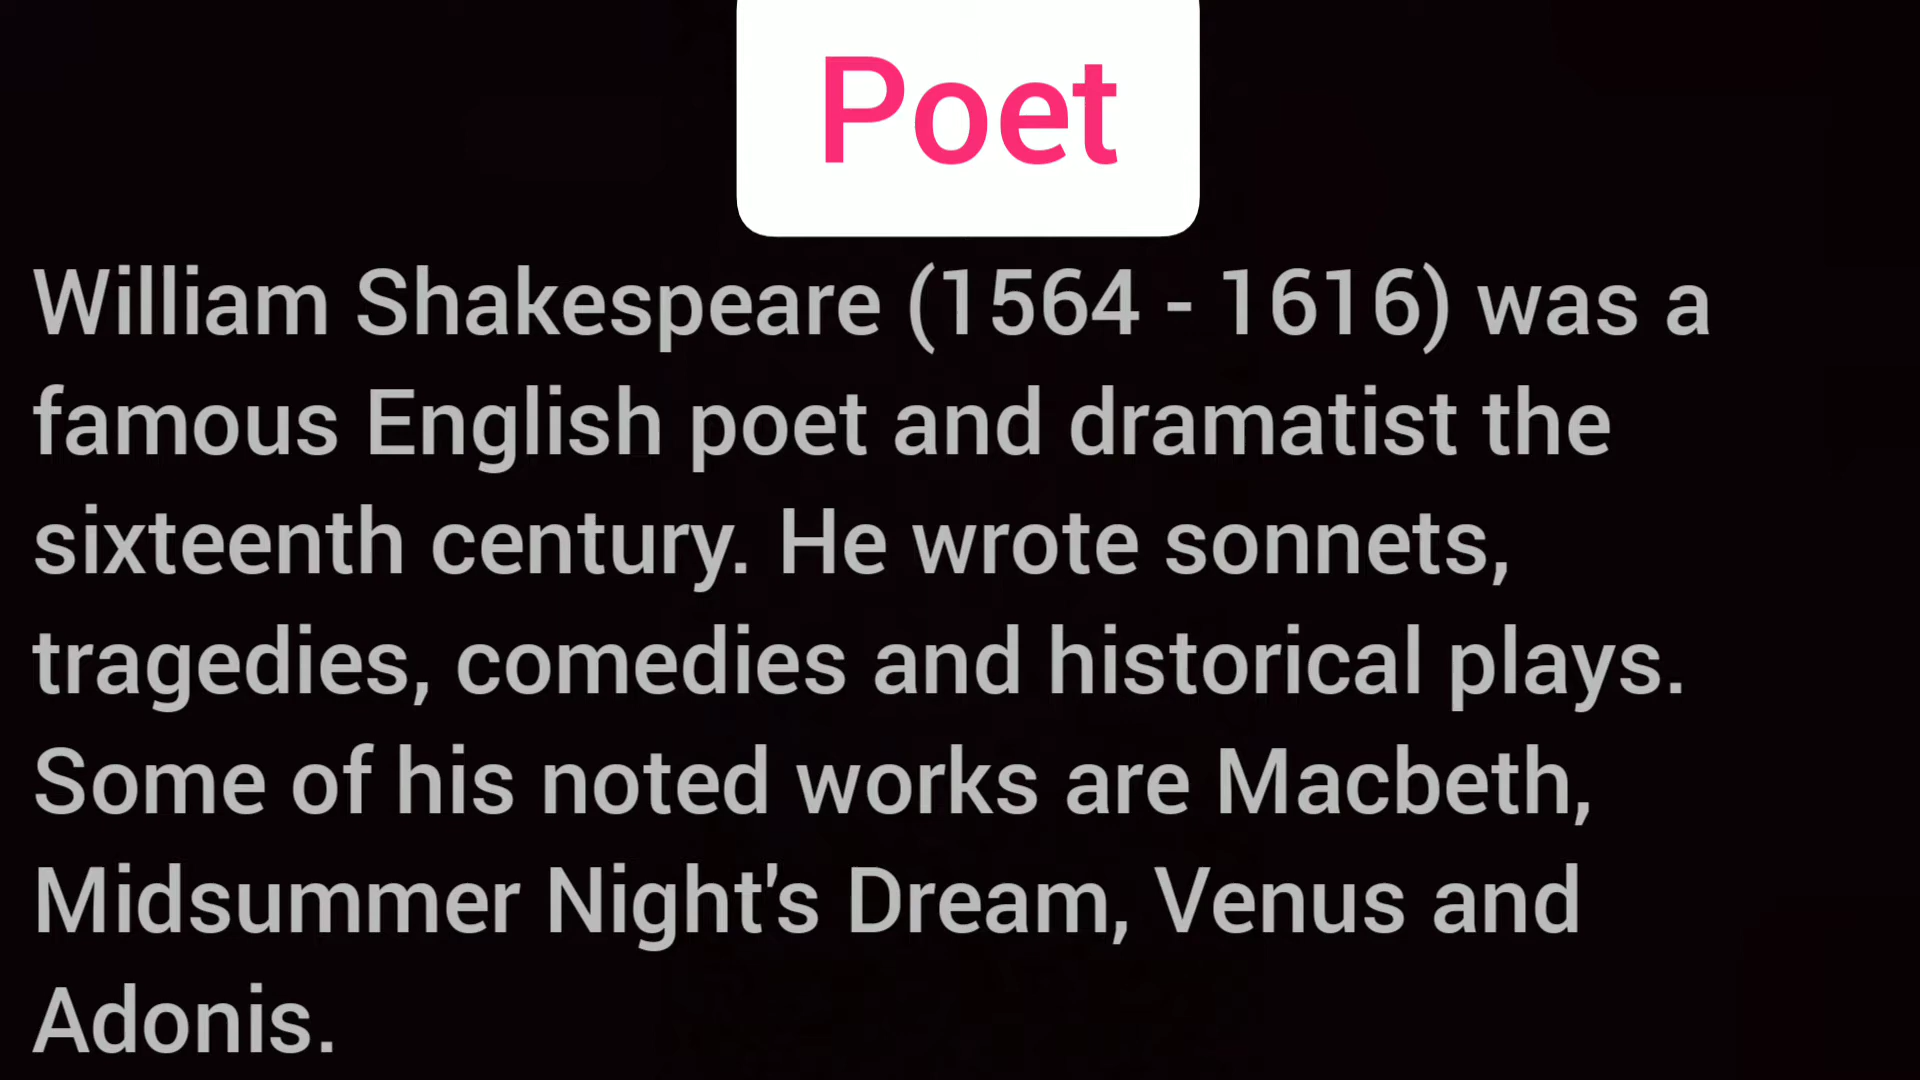 Poet
William Shakespeare (1564 - 1616) was a
famous English poet and dramatist the
sixteenth century. He wrote sonnets,
tragedies, comedies and historical plays.
Some of his noted works are Macbeth,
Midsummer Night's Dream, Venus and
Adonis.